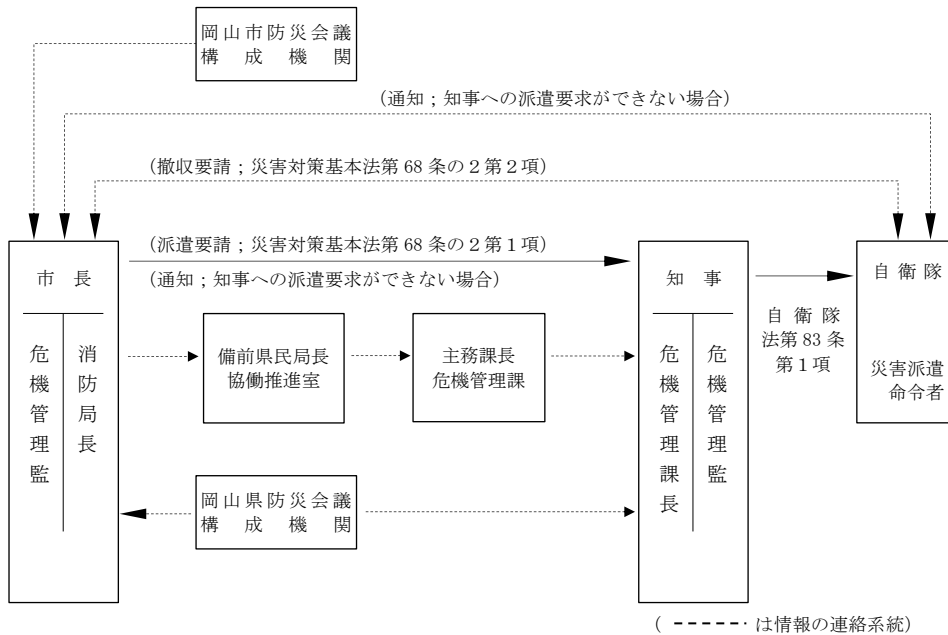 岡山市防災会議
構成機関
(通知；知事への派遣要求ができない場合)
(撤収要請；災害対策基本法第 68 条の２第２項)
(派遣要請；災害対策基本法第 68 条の２第１項)
(通知；知事への派遣要求ができない場合)
市長
危機管理監
消防局長
備前県民局長
協働推進室
主務課長
危機管理課
知事
危機管理課長
危機管理監
自衛隊
法第 83 条
第１項
自衛隊
災害派遣
命令者
岡山県防災会議
構成機関
( ------ は情報の連絡系統)